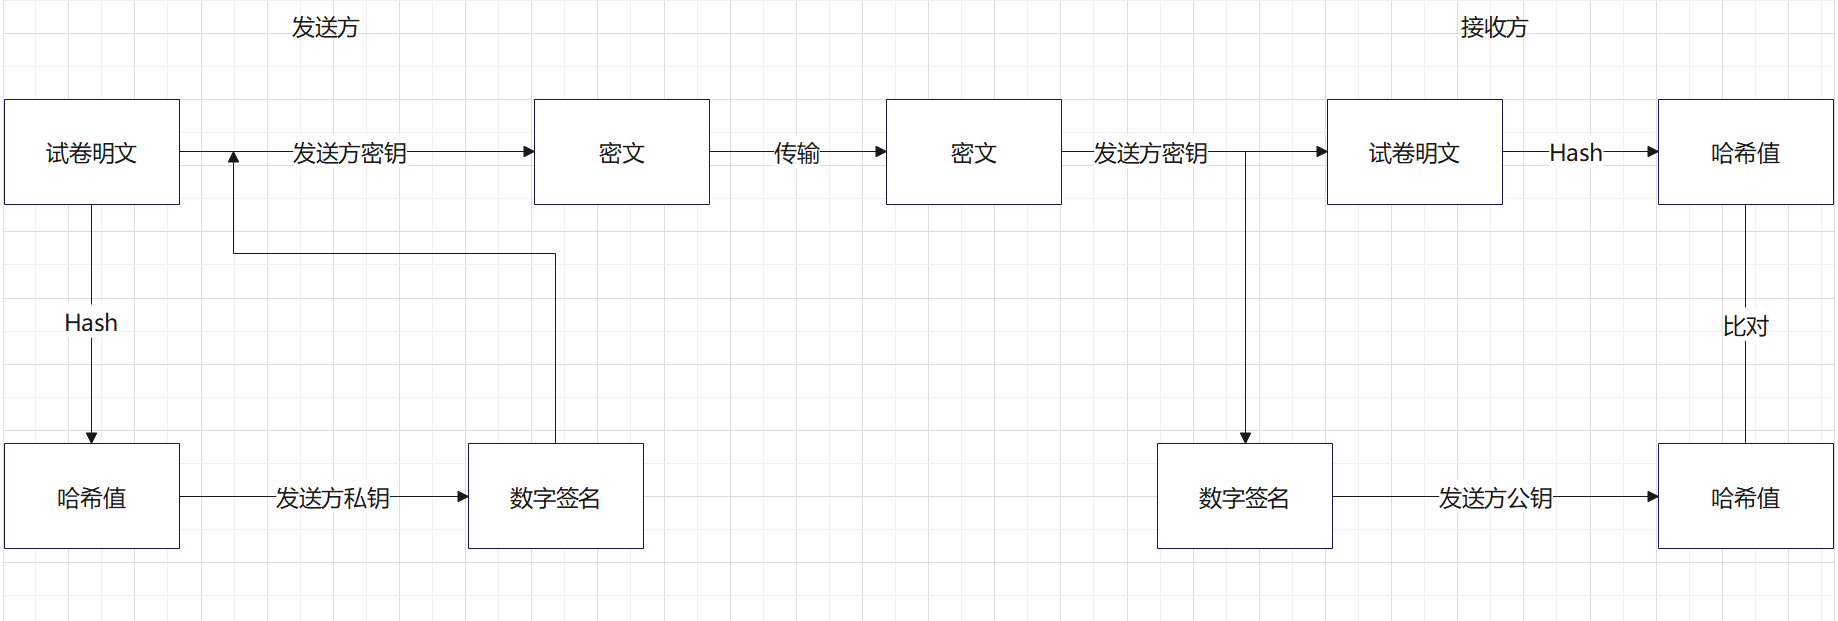 发送方
接收方
试卷明文
发送方密钥
密文
传输
密文
发送方密钥
试卷明文
Hash
哈希值
Hash
比对
哈希值
发送方私钥
数字签名
数字签名
发送方公钥
哈希值